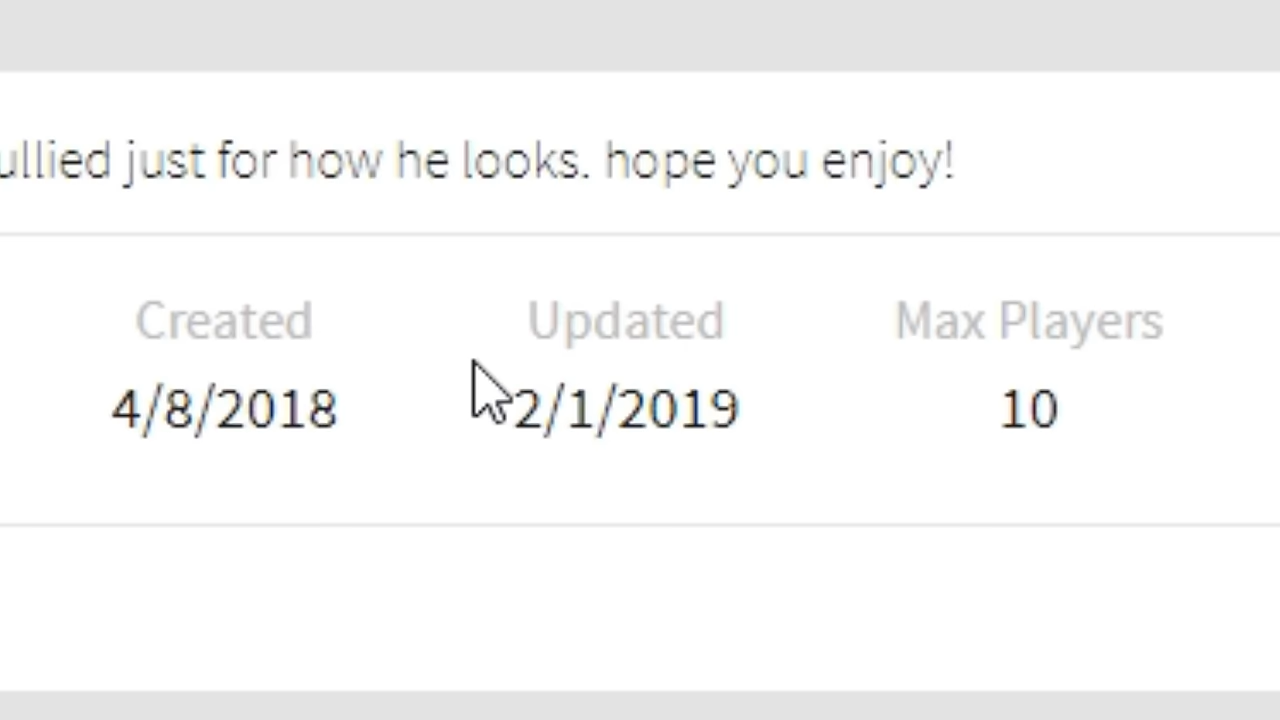 just for how he looks. hope you enjoy!
Created Updated Max Players
4/8/2018 2/1/2019 10